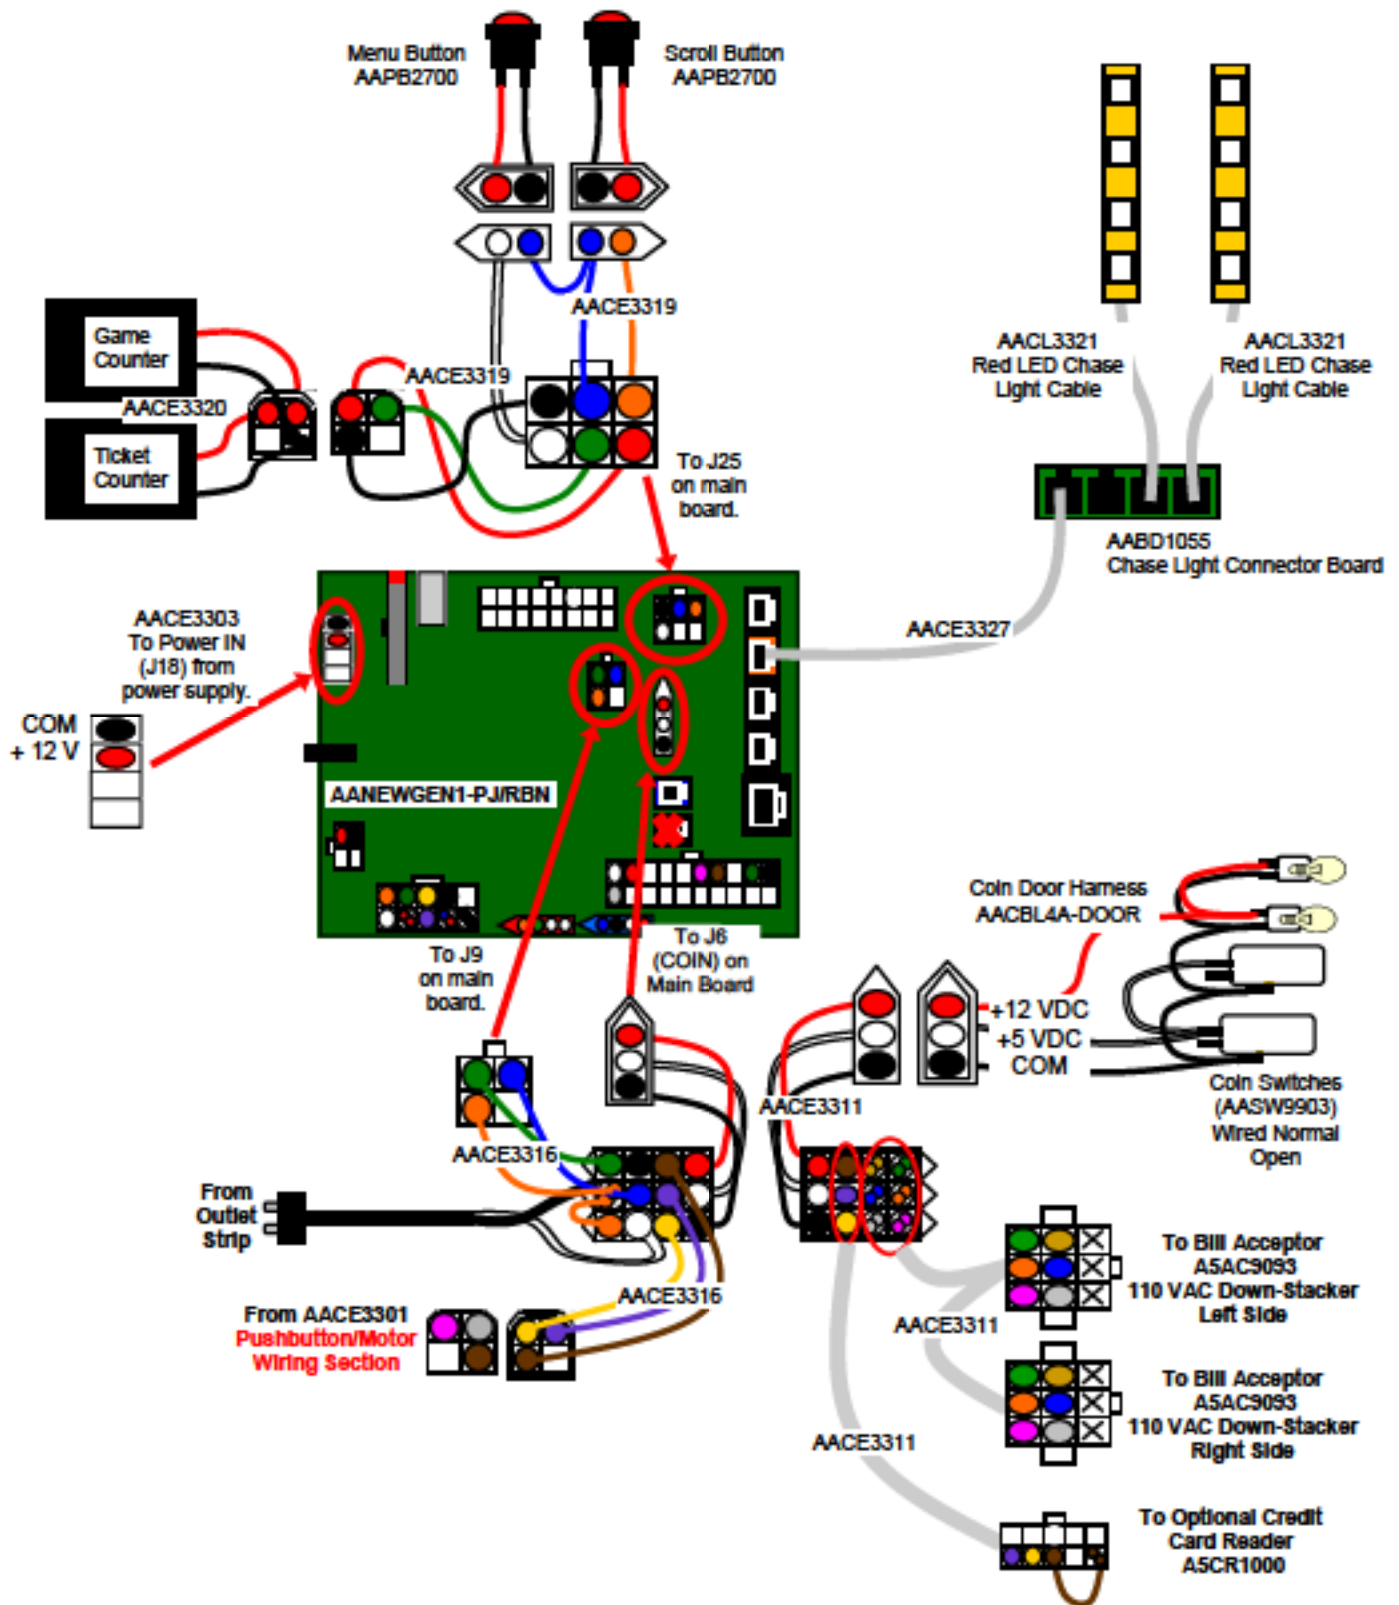 Menu Button
AAPB2700
Scroll Button
AAPB2700
AACE3319
Game
Counter
AACE3320
AACE3319
Ticket
Counter
To J25
on main
board.
AACL3321
Red LED Chase
Light Cable
AACL3321
Red LED Chase
Light Cable
AABD1055
Chase Light Connector Board
AACE3327
AACE3303
To Power IN
(J18) from
power supply.
COM
+ 12 V
AANEWGEN1-PJ/RBN
To J9
on main
board.
To J6
(COIN) on
Main Board
Coin Door Harness
AACBL4A-DOOR
+12 VDC
+5 VDC
COM
Coin Switches
(AASW9903)
Wired Normal
Open
AACE3311
AACE3316
From
Outlet
Strip
AACE3316
From AACE3301
Pushbutton/Motor
Wiring Section
To Bill Acceptor
A5AC9093
110 VAC Down-Stacker
Left Side
AACE3311
To Bill Acceptor
A5AC9093
110 VAC Down-Stacker
Right Side
AACE3311
To Optional Credit
Card Reader
A5CR1000